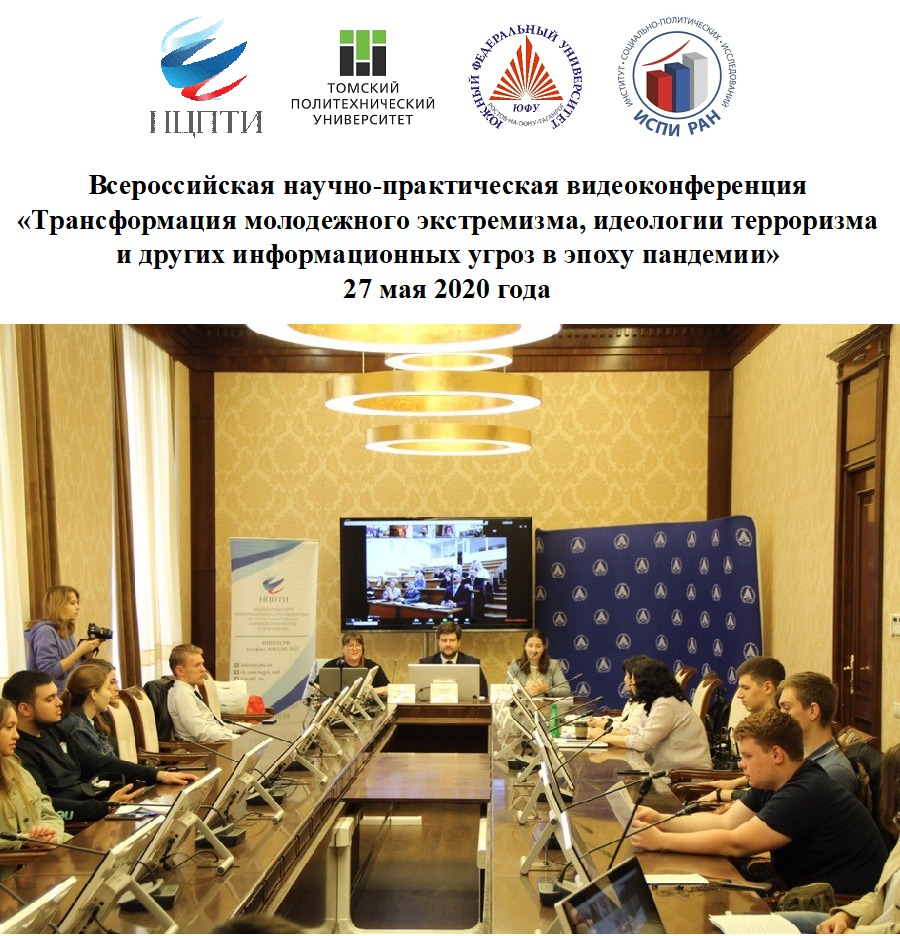 НЦПТИ
ТОМСКИЙ
ПОЛИТЕХНИЧЕСКИЙ
УНИВЕРСИТЕТ
ЮЖНЫЙ ФЕДЕРАЛЬНЫЙ УНИВЕРСИТЕТ
РОСТОВ-НА-ДОНУ-ТАГАНРОГ
ЮФУ
ИНСТИТУТ СОЦИАЛЬНО-ПОЛИТИЧЕСКИХ ИССЛЕДОВАНИЙ
ИСПИ РАН
Всероссийская научно-практическая видеоконференция
«Трансформация молодежного экстремизма, идеологии терроризма
и других информационных угроз в эпоху пандемии»
27 мая 2020 года
НЦПТИ
НЦПТИ.РФ